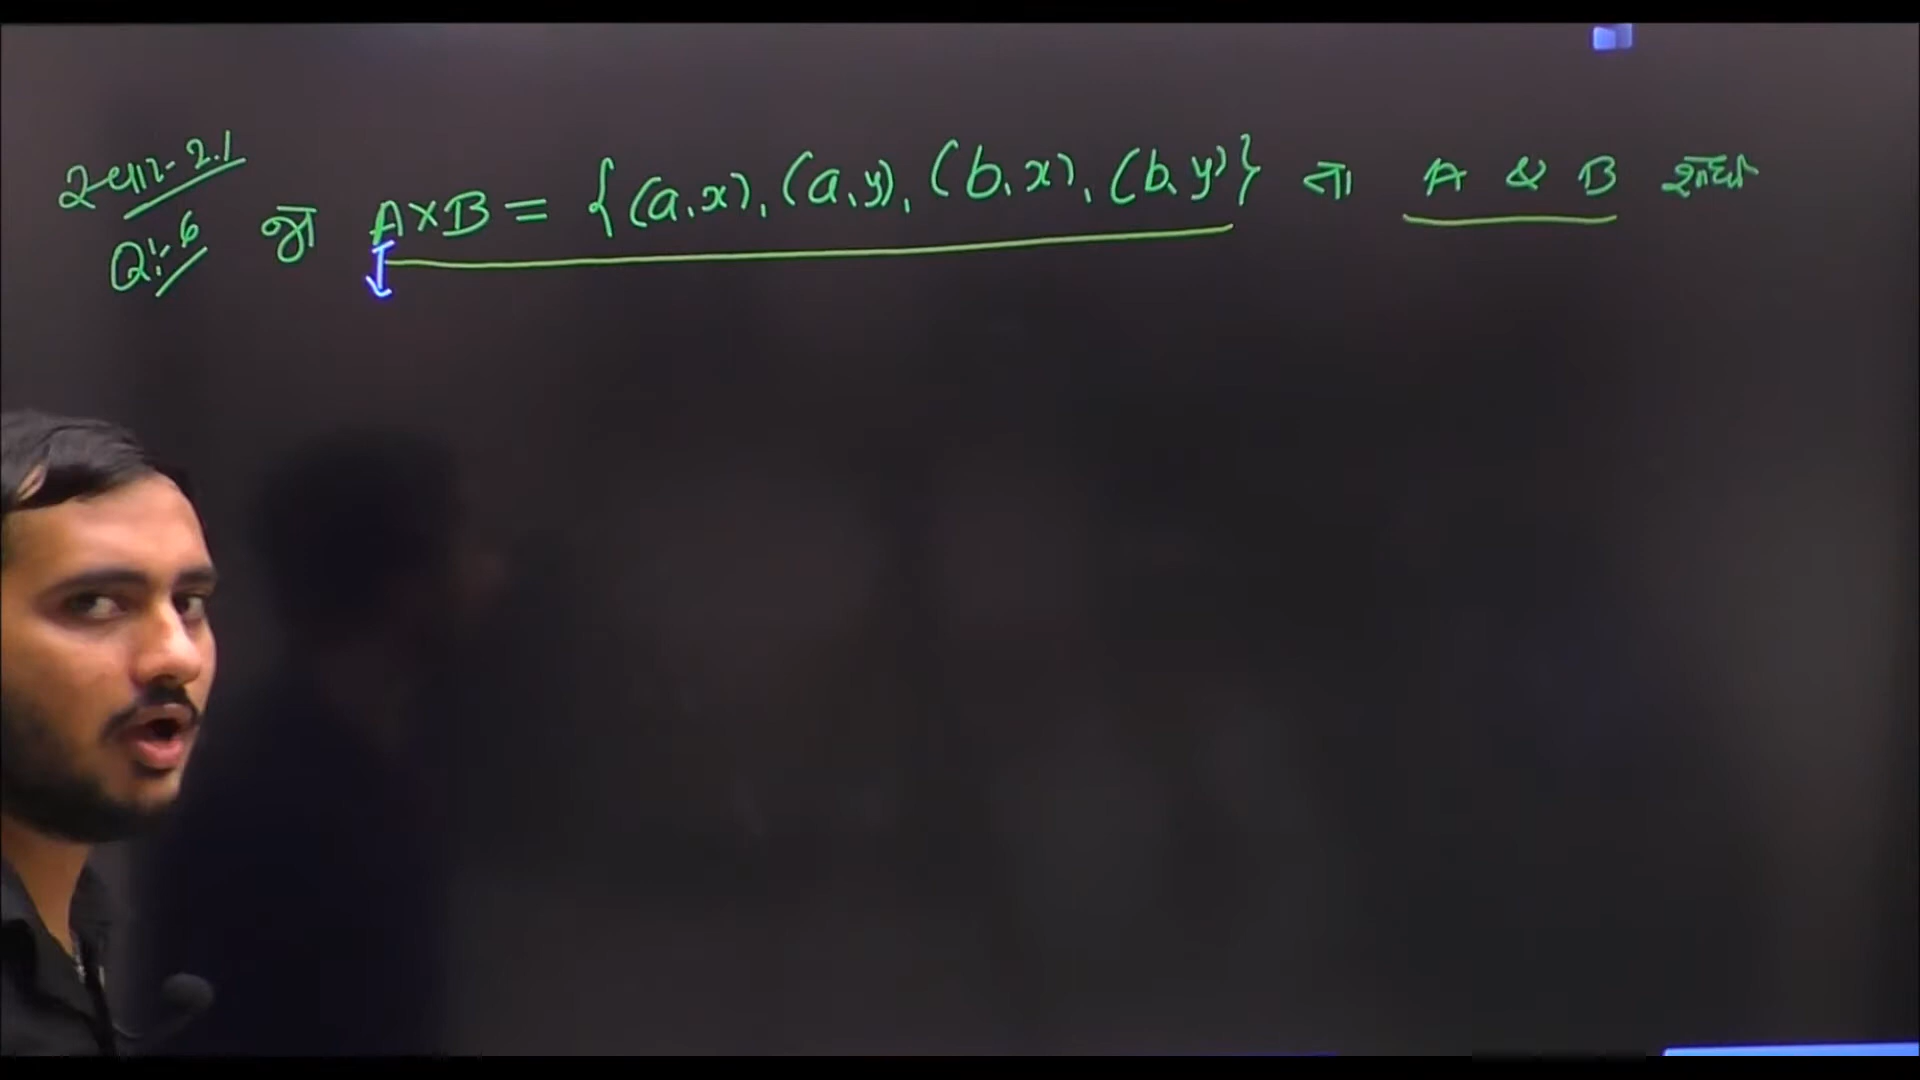 સ્વાધ્યાય-2.1
Q:-6 જો A×B = {(a,x), (a,y), (b,x), (b,y)} તો A & B શોધો